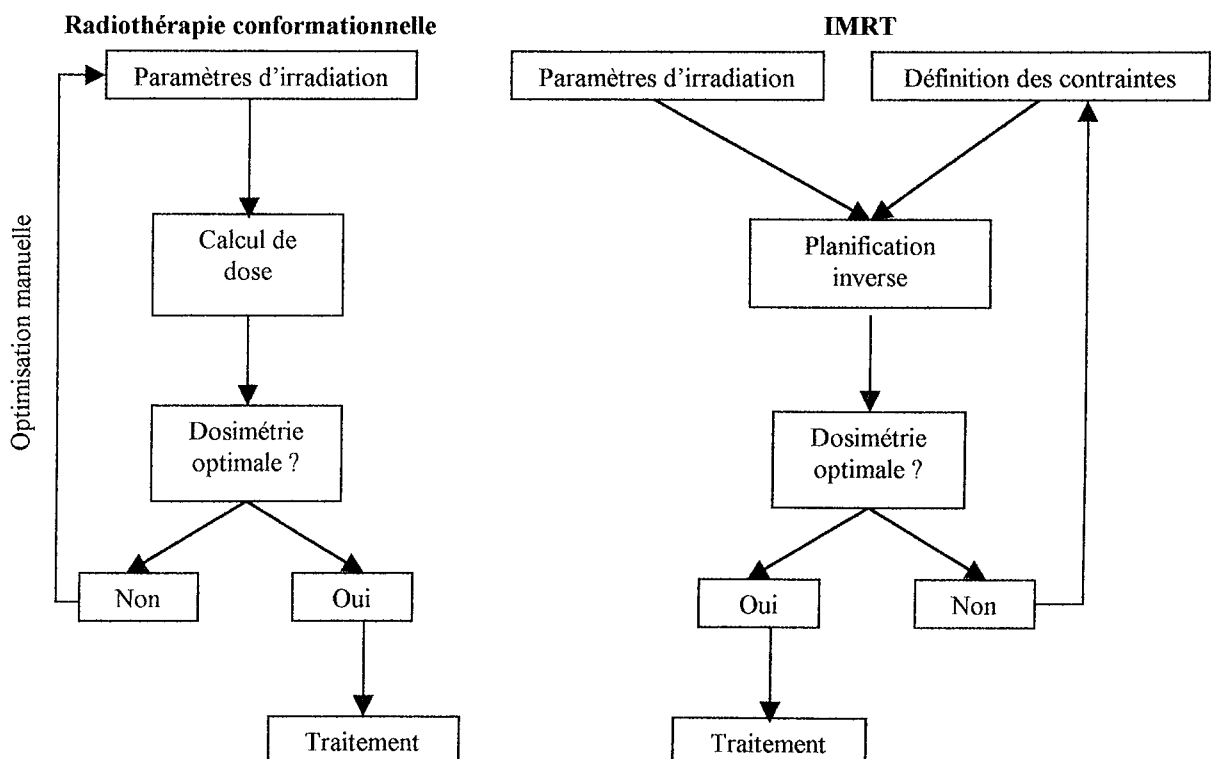 Radiothérapie conformationnelle
Paramètres d'irradiation
Optimisation manuelle
Calcul de
dose
Dosimétrie
optimale ?
Non
Oui
Traitement
IMRT
Paramètres d'irradiation
Définition des contraintes
Planification
inverse
Dosimétrie
optimale ?
Oui
Non
Traitement